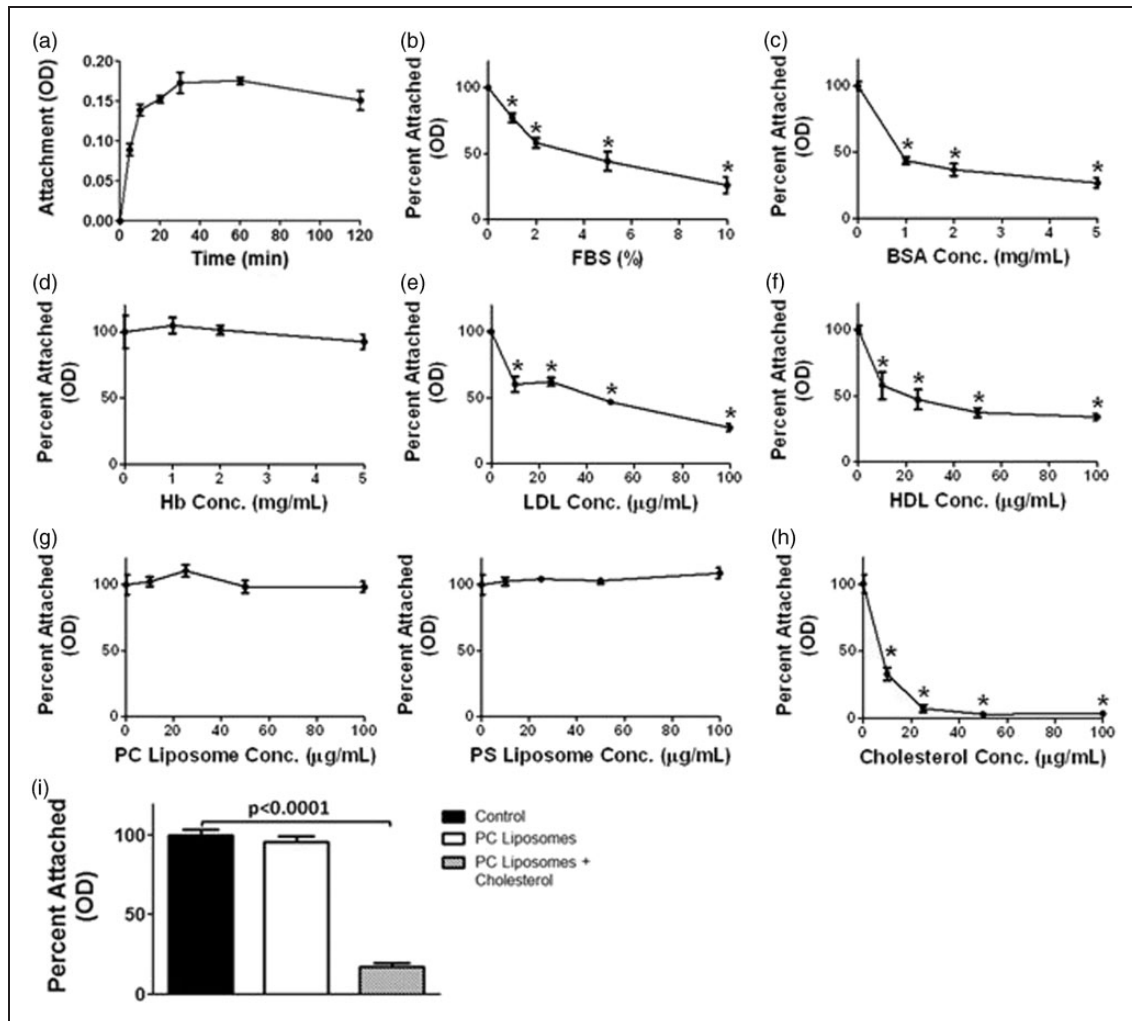 (a)
Attachment (OD)
0.20
0.15
0.10
0.05
0.00
0 20 40 60 80 100 120
Time (min)
(b)
Percent Attached
(OD)
100
50
0
* * * *
0 2 4 6 8 10
FBS (%)
(c)
Percent Attached
(OD)
100
50
0
* * *
0 1 2 3 4 5
BSA Conc. (mg/mL)
(d)
Percent Attached
(OD)
100
50
0
0 1 2 3 4 5
Hb Conc. (mg/mL)
(e)
Percent Attached
(OD)
100
50
0
* * * *
0 20 40 60 80 100
LDL Conc. (µg/mL)
(f)
Percent Attached
(OD)
100
50
0
* * * *
0 20 40 60 80 100
HDL Conc. (µg/mL)
(g)
Percent Attached
(OD)
100
50
0
0 20 40 60 80 100
PC Liposome Conc. (µg/mL)
Percent Attached
(OD)
100
50
0
0 20 40 60 80 100
PS Liposome Conc. (µg/mL)
(h)
Percent Attached
(OD)
100
50
0
* * * *
0 20 40 60 80 100
Cholesterol Conc. (µg/mL)
(i)
Percent Attached
(OD)
100
50
0
p<0.0001
Control
PC Liposomes
PC Liposomes +
Cholesterol